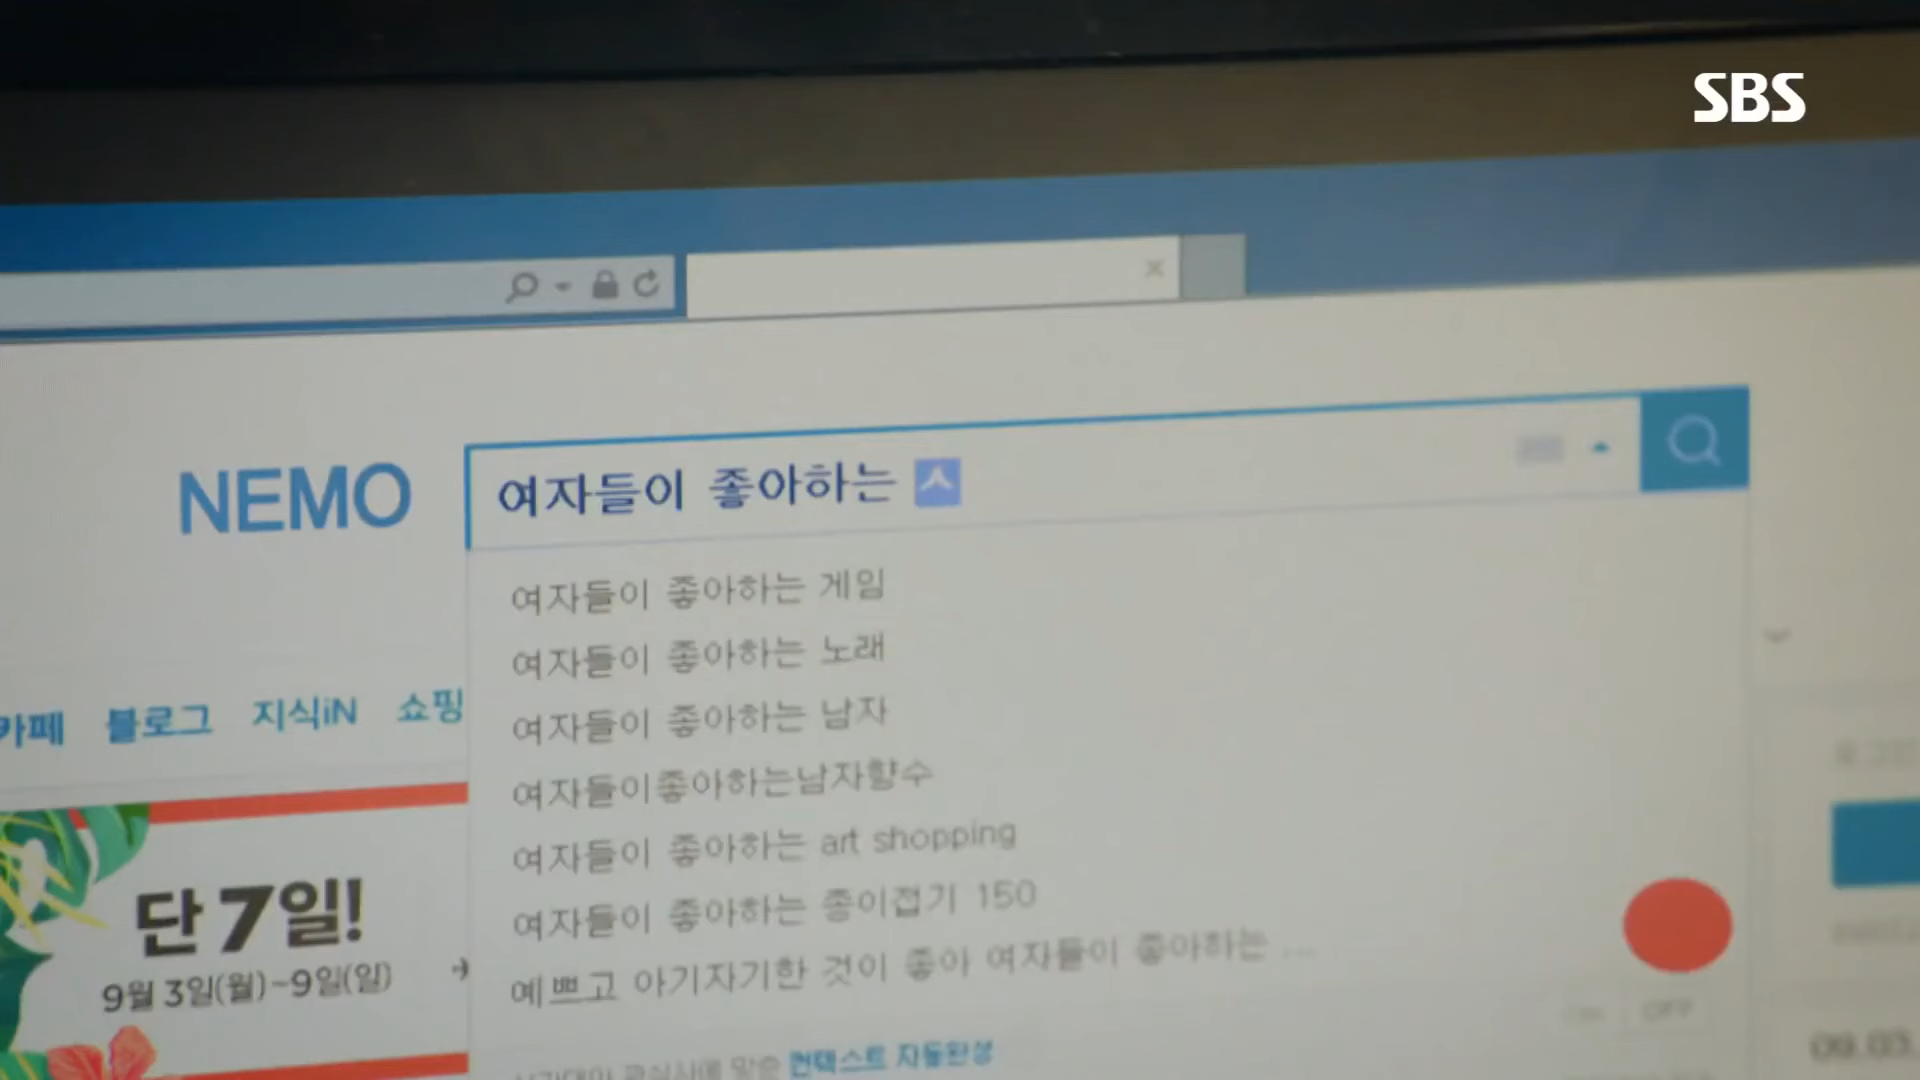 SBS
NEMO
여자들이 좋아하는 ㅅ
여자들이 좋아하는 게임
여자들이 좋아하는 노래
여자들이 좋아하는 남자
여자들이좋아하는남자향수
여자들이 좋아하는 art shopping
여자들이 좋아하는 종이접기 150
예쁘고 아기자기한 것이 좋아 여자들이 좋아하는 ...
컨텍스트 자동완성
카페 블로그 지식iN 쇼핑
단 7일!
9월 3일(월)~9일(일)
OFF
09.03.